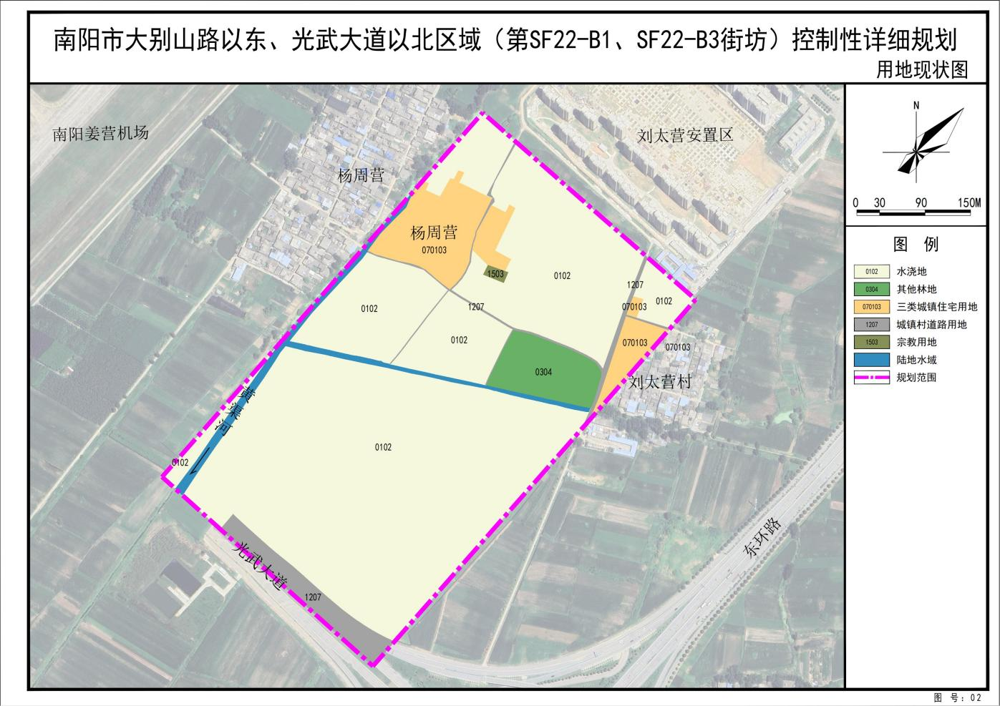 南阳市大别山路以东、光武大道以北区域（第SF22-B1、SF22-B3街坊）控制性详细规划
用地现状图
南阳姜营机场
杨周营
刘太营安置区
杨周营
070103
1503
0102
1207
0102
070103
0102
1207
0102
070103
070103
0304
刘太营村
黄渠河
0102
0102
光武大道
1207
东环路
N
0 30 90 150M
图 例
0102 水浇地
0304 其他林地
070103 三类城镇住宅用地
1207 城镇村道路用地
1503 宗教用地
陆地水域
规划范围
图 号：02